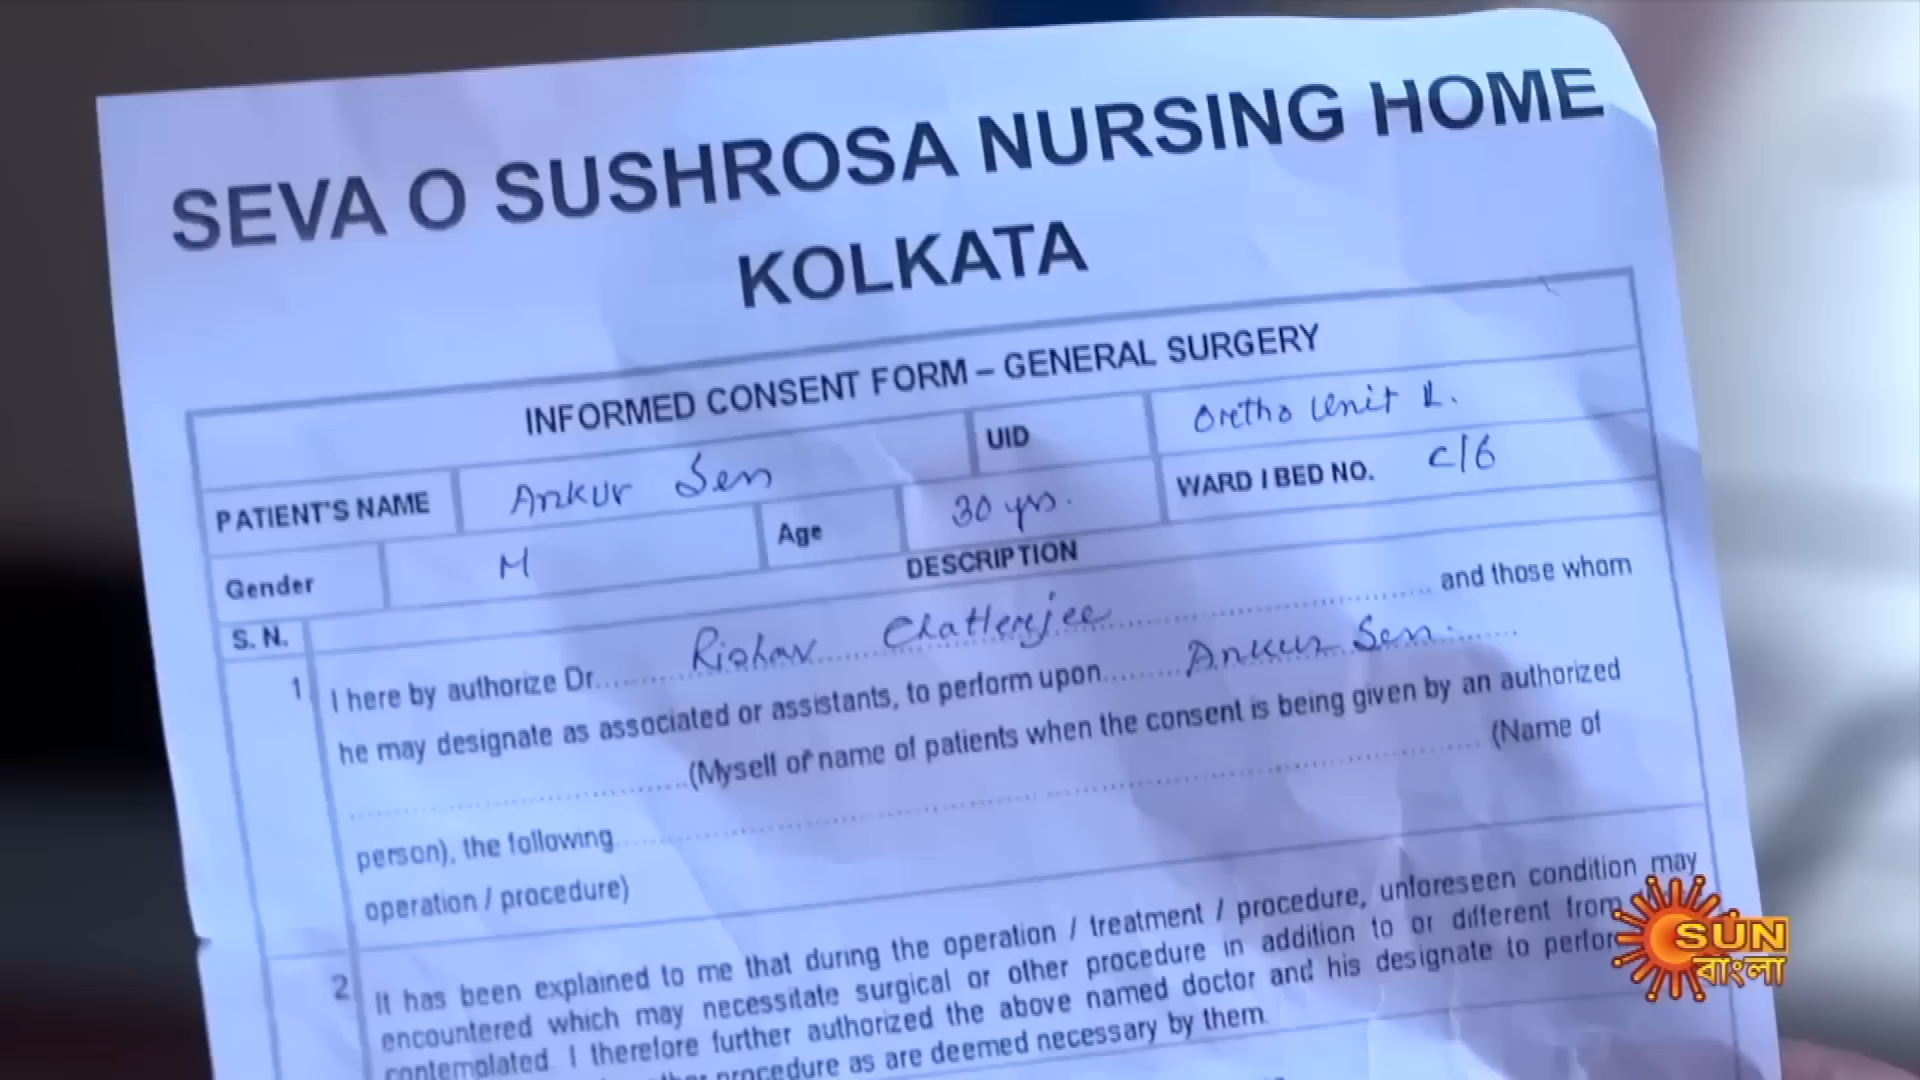 SEVA O SUSHROSA NURSING HOME
KOLKATA
INFORMED CONSENT FORM – GENERAL SURGERY
PATIENT'S NAME Ankur Sen UID Ortho Unit 1.
Gender M Age 30 yrs. WARD / BED NO. C/6
S. N. DESCRIPTION
1 I here by authorize Dr. Rishav Chatterjee and those whom
he may designate as associated or assistants, to perform upon Ankur Sen.
(Mysell of name of patients when the consent is being given by an authorized
person), the following (Name of
operation / procedure)
2 It has been explained to me that during the operation / treatment / procedure, unforeseen condition may
encountered which may necessitate surgical or other procedure in addition to or different from
contemplated. I therefore further authorized the above named doctor and his designate to perfor
procedure as are deemed necessary by them.
SUN
বাংলা